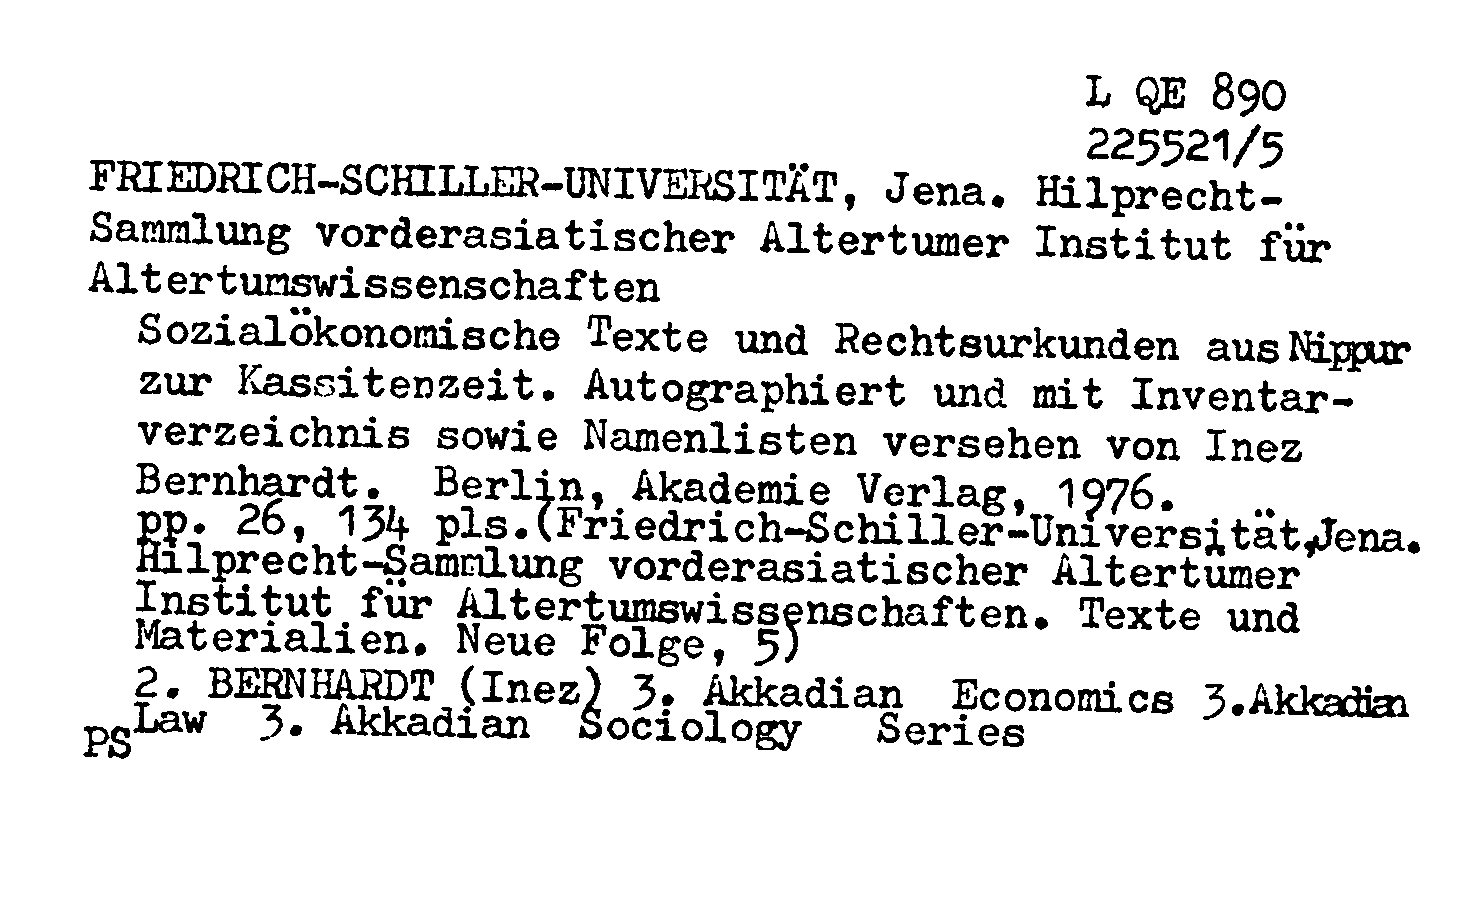 L QE 890
225521/5
FRIEDRICH-SCHILLER-UNIVERSITÄT, Jena. Hilprecht-
Sammlung vorderasiatischer Altertumer Institut für
Altertumswissenschaften
Sozialökonomische Texte und Rechtsurkunden aus Nippur
zur Kassitenzeit. Autographiert und mit Inventar-
verzeichnis sowie Namenlisten versehen von Inez
Bernhardt. Berlin, Akademie Verlag, 1976.
pp. 26, 134 pls.(Friedrich-Schiller-Universität,Jena.
Hilprecht-Sammlung vorderasiatischer Altertumer
Institut für Altertumswissenschaften. Texte und
Materialien. Neue Folge, 5)
2. BERNHARDT (Inez) 3. Akkadian Economics 3.Akkadian
Law 3. Akkadian Sociology Series
PS